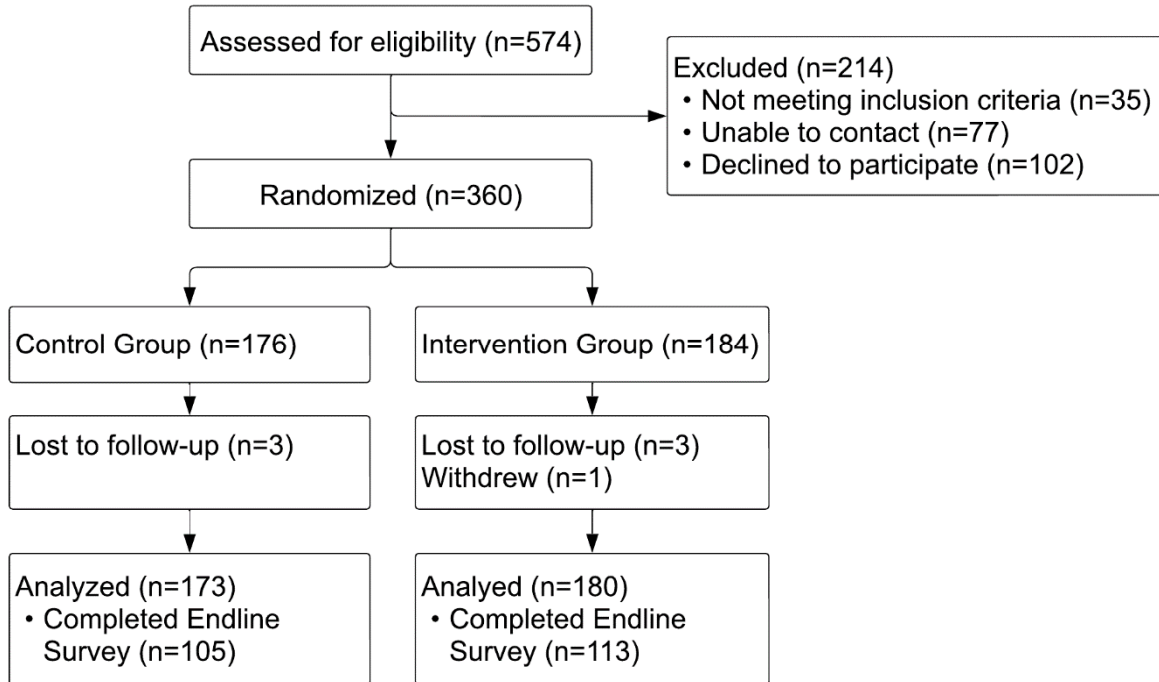 Assessed for eligibility (n=574)
Excluded (n=214)
• Not meeting inclusion criteria (n=35)
• Unable to contact (n=77)
• Declined to participate (n=102)
Randomized (n=360)
Control Group (n=176)
Intervention Group (n=184)
Lost to follow-up (n=3)
Lost to follow-up (n=3)
Withdrew (n=1)
Analyzed (n=173)
• Completed Endline
Survey (n=105)
Analyed (n=180)
• Completed Endline
Survey (n=113)